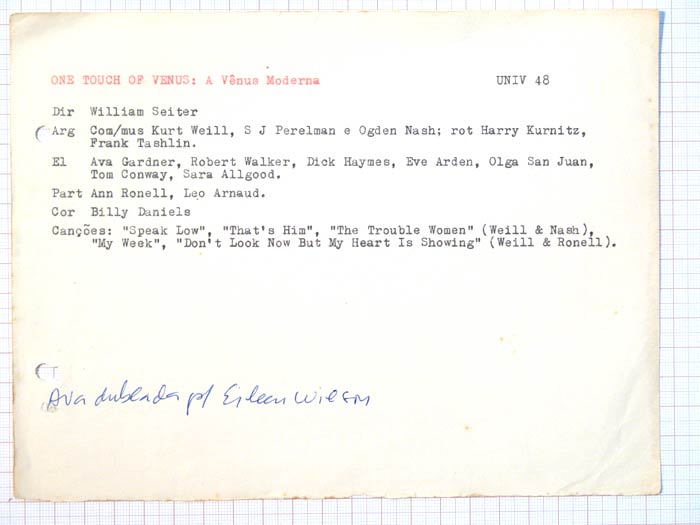 ONE TOUCH OF VENUS: A Vênus Moderna UNIV 48
Dir William Seiter
Arg Com/mus Kurt Weill, S J Perelman e Ogden Nash; rot Harry Kurnitz,
Frank Tashlin.
El Ava Gardner, Robert Walker, Dick Haymes, Eve Arden, Olga San Juan,
Tom Conway, Sara Allgood.
Part Ann Ronell, Leo Arnaud.
Cor Billy Daniels
Canções: "Speak Low", "That's Him", "The Trouble Women" (Weill & Nash),
"My Week", "Don't Look Now But My Heart Is Showing" (Weill & Ronell).
Ava dublada p/ Eileen Wilson